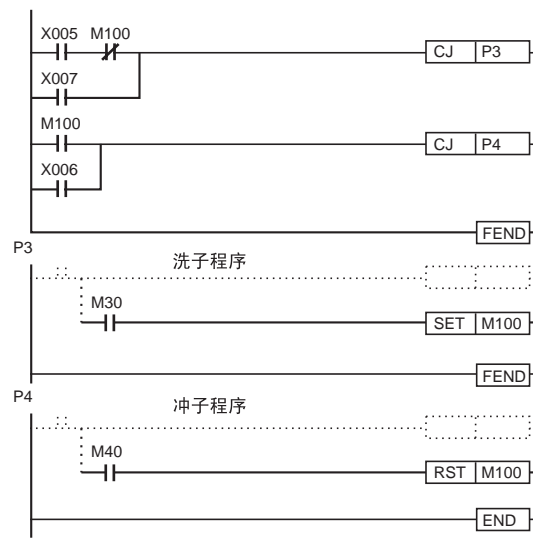 X005 M100
CJ P3
X007
M100
CJ P4
X006
FEND
P3
洗子程序
M30
SET M100
FEND
P4
冲子程序
M40
RST M100
END